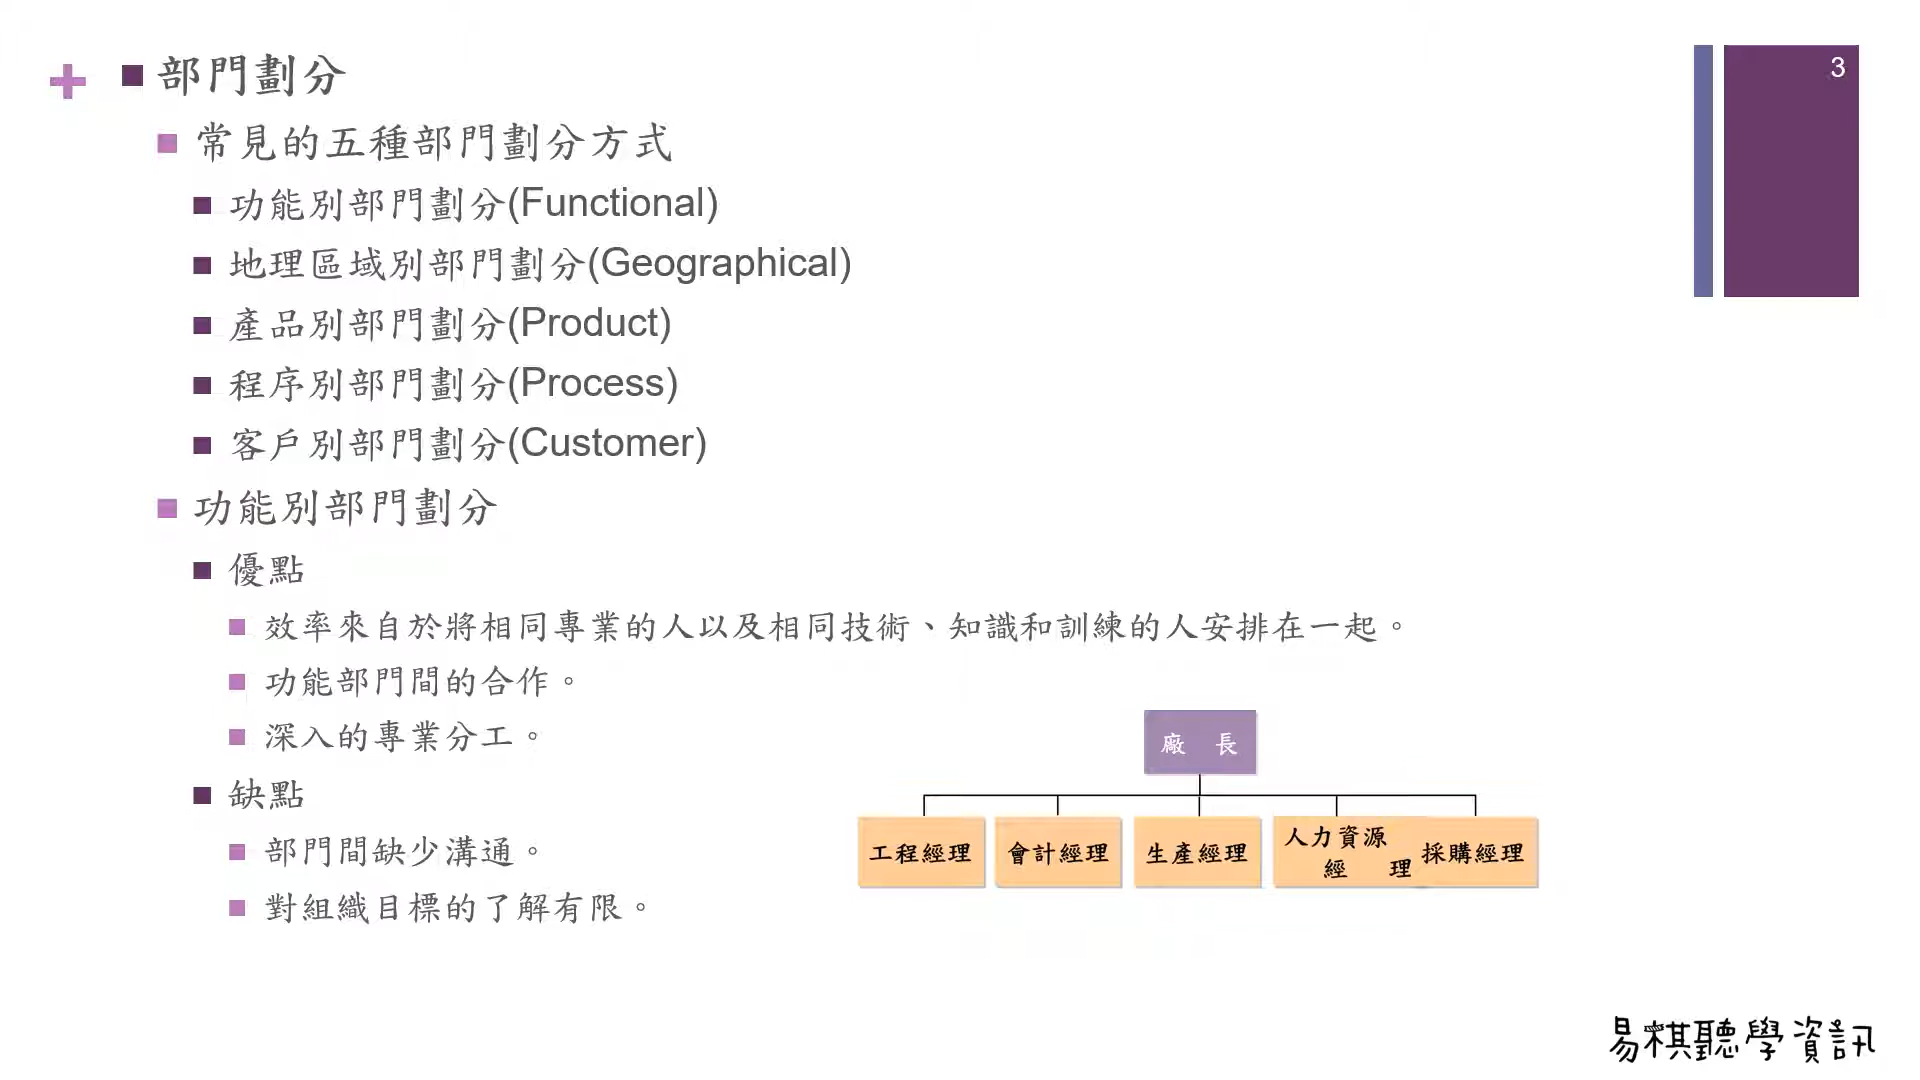 3
部門劃分
常見的五種部門劃分方式
功能別部門劃分(Functional)
地理區域別部門劃分(Geographical)
產品別部門劃分(Product)
程序別部門劃分(Process)
客戶別部門劃分(Customer)
功能別部門劃分
優點
效率來自於將相同專業的人以及相同技術、知識和訓練的人安排在一起。
功能部門間的合作。
深入的專業分工。
缺點
部門間缺少溝通。
對組織目標的了解有限。
廠 長
工程經理
會計經理
生產經理
人力資源
經 理
採購經理
易棋聽學資訊